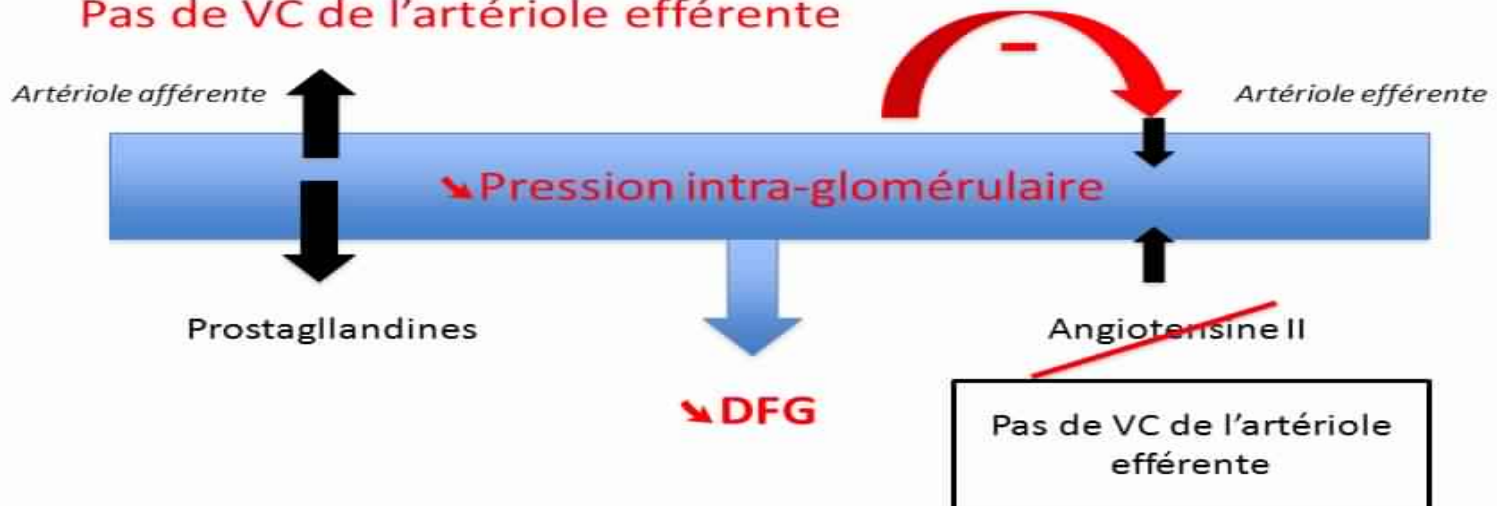 Pas de VC de l'artériole efférente
Artériole afférente
Artériole efférente
Pression intra-glomérulaire
Prostagllandines
Angiotensine II
DFG
Pas de VC de l'artériole
efférente